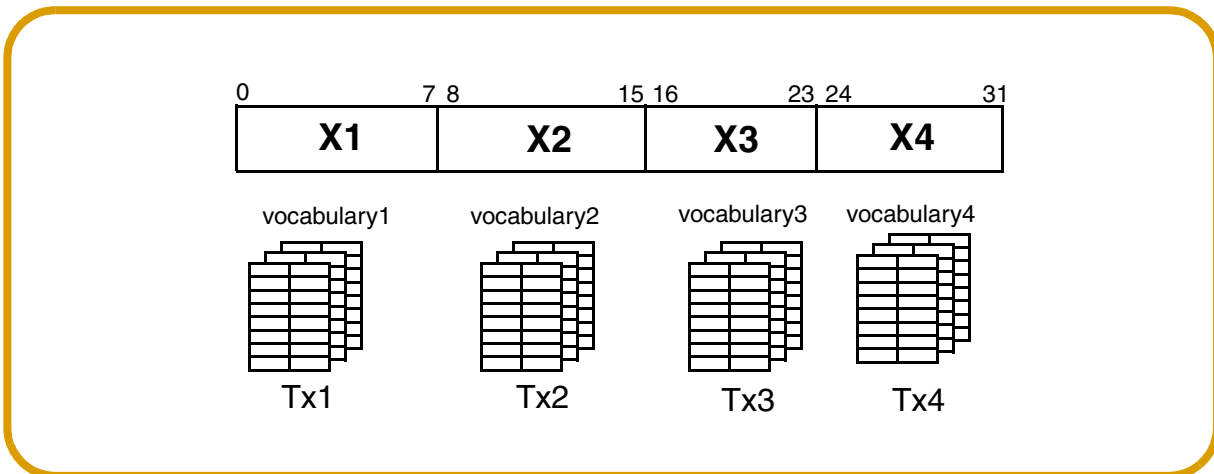 0 7 8 15 16 23 24 31
X1 X2 X3 X4
vocabulary1 vocabulary2 vocabulary3 vocabulary4
Tx1 Tx2 Tx3 Tx4